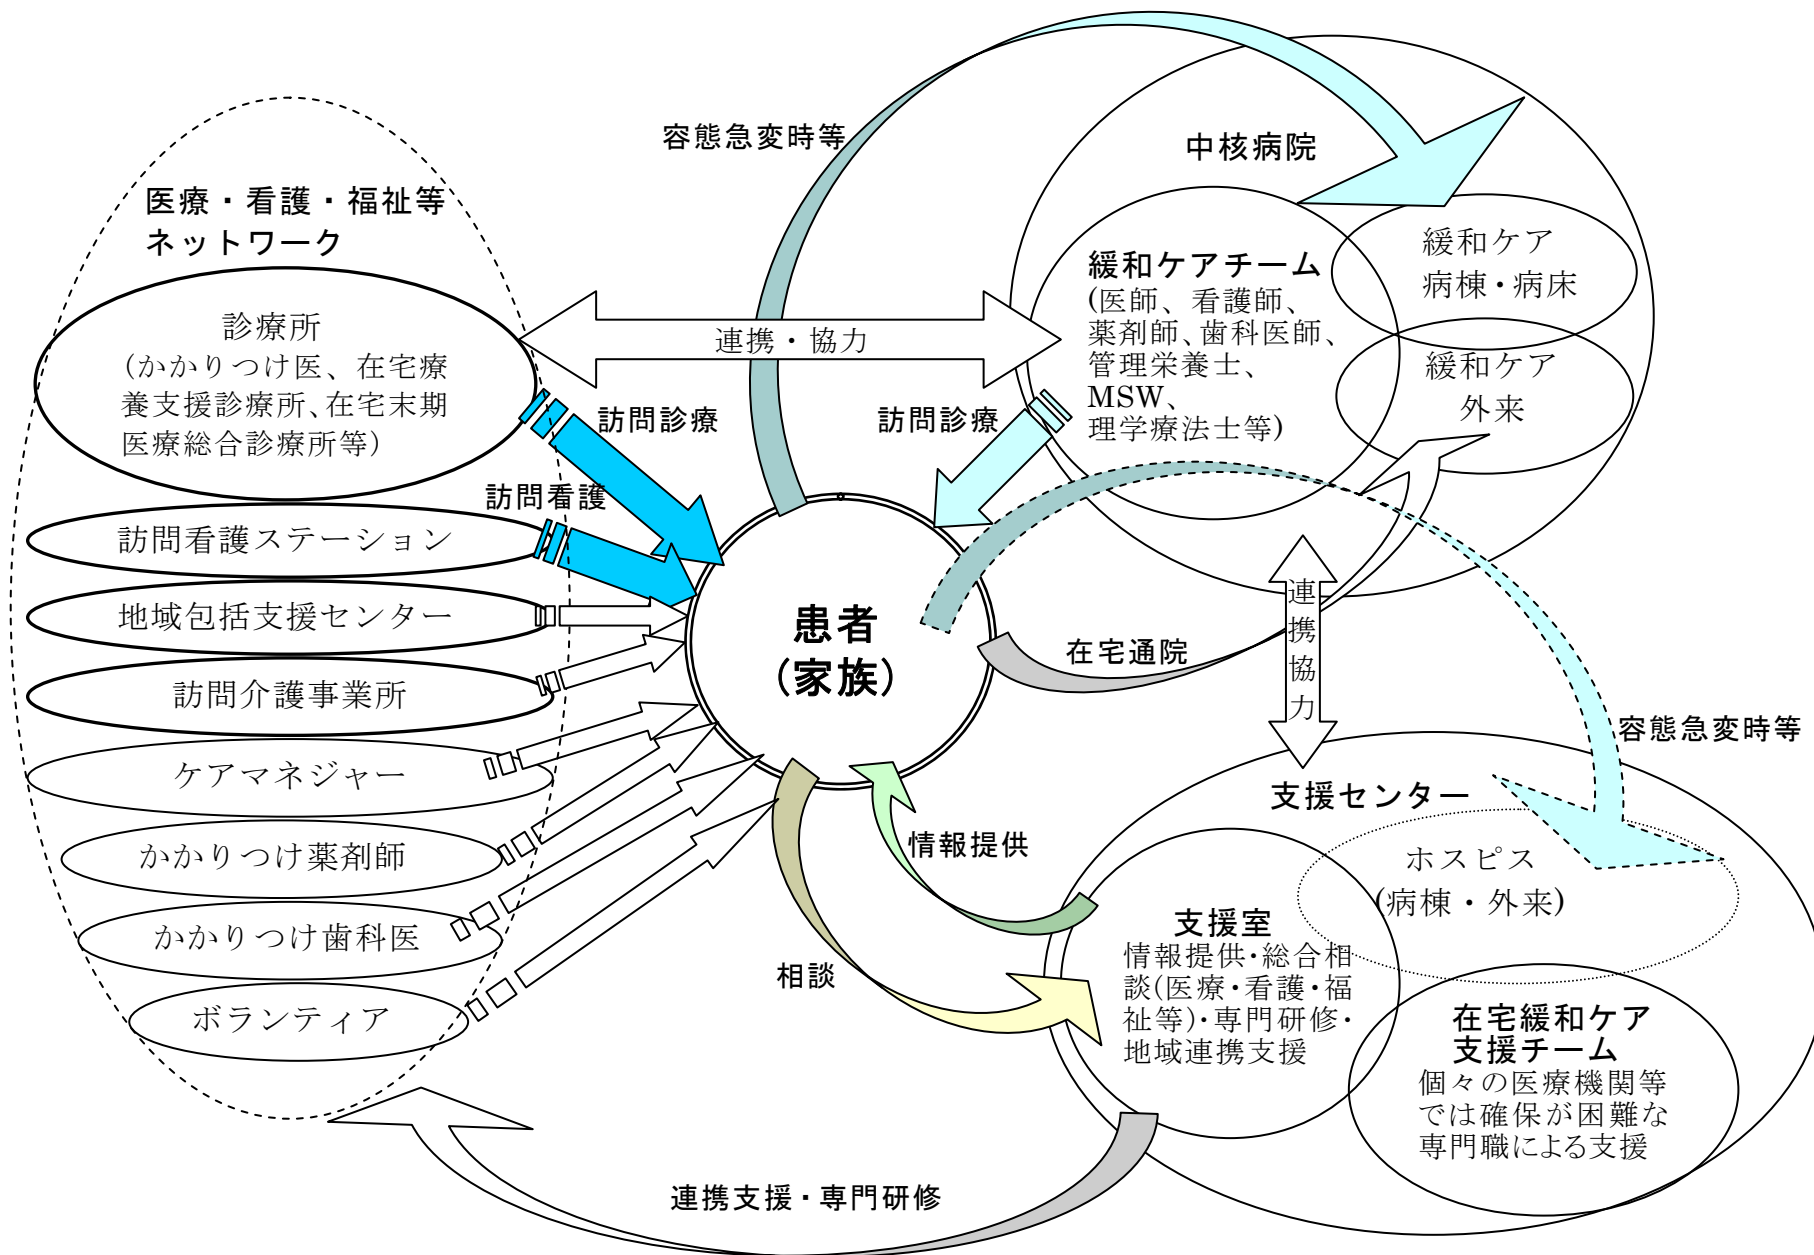 容態急変時等
中核病院
医療・看護・福祉等
ネットワーク
診療所
(かかりつけ医、在宅療
養支援診療所、在宅末期
医療総合診療所等)
訪問看護ステーション
地域包括支援センター
訪問介護事業所
ケアマネジャー
かかりつけ薬剤師
かかりつけ歯科医
ボランティア
連携・協力
訪問診療
訪問看護
訪問診療
緩和ケアチーム
(医師、看護師、
薬剤師、歯科医師、
管理栄養士、
MSW、
理学療法士等)
緩和ケア
病棟・病床
緩和ケア
外来
患者
(家族)
在宅通院
連携協力
容態急変時等
情報提供
相談
支援センター
ホスピス
(病棟・外来)
支援室
情報提供・総合相
談(医療・看護・福
祉等)・専門研修・
地域連携支援
在宅緩和ケア
支援チーム
個々の医療機関等
では確保が困難な
専門職による支援
連携支援・専門研修